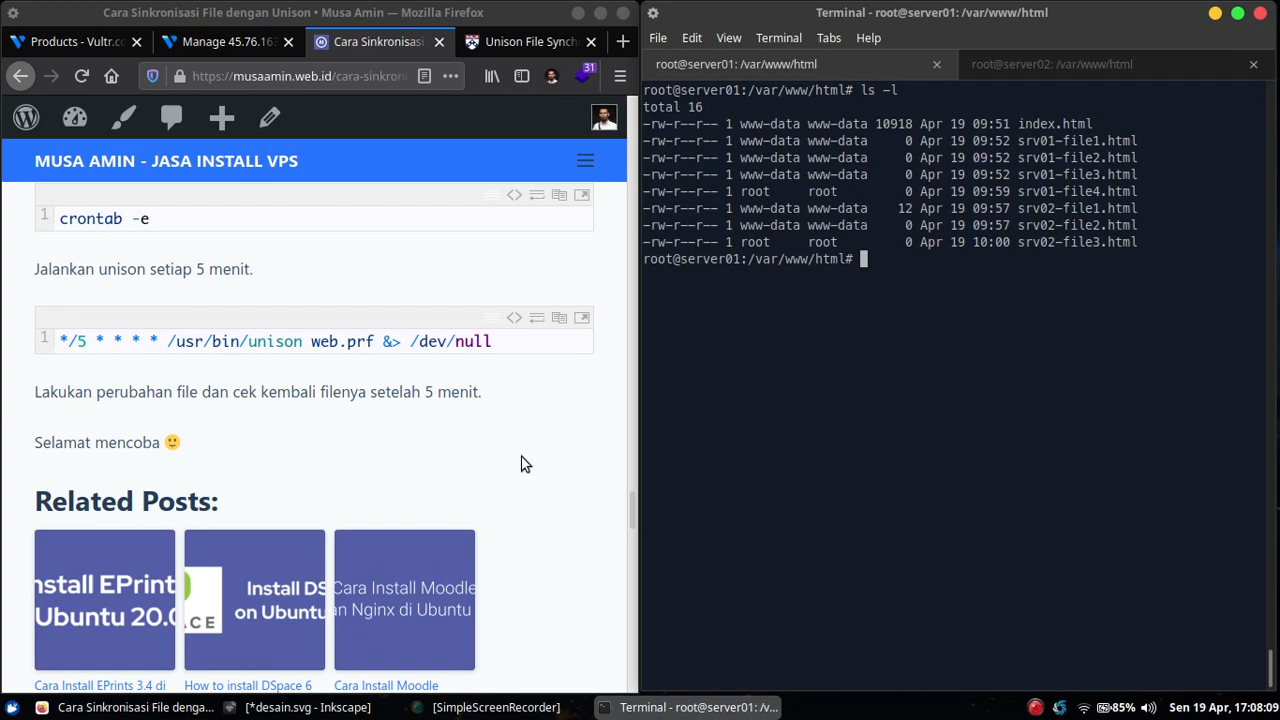 Cara Sinkronisasi File dengan Unison • Musa Amin — Mozilla Firefox
Products - Vultr.co
Manage 45.76.163
Cara Sinkronisasi
Unison File Synch
https://musaamin.web.id/cara-sinkron
31
MUSA AMIN - JASA INSTALL VPS
1 crontab -e
Jalankan unison setiap 5 menit.
1 */5 * * * * /usr/bin/unison web.prf &> /dev/null
Lakukan perubahan file dan cek kembali filenya setelah 5 menit.
Selamat mencoba 🙂
Related Posts:
nstall EPrint
Ubuntu 20.0
ACE
Install DS
on Ubuntu
Cara Install Moodle
an Nginx di Ubuntu
Cara Install EPrints 3.4 di
How to install DSpace 6
Cara Install Moodle
Terminal - root@server01: /var/www/html
File Edit View Terminal Tabs Help
root@server01: /var/www/html
root@server02: /var/www/html
root@server01:/var/www/html# ls -l
total 16
-rw-r--r-- 1 www-data www-data 10918 Apr 19 09:51 index.html
-rw-r--r-- 1 www-data www-data 0 Apr 19 09:52 srv01-file1.html
-rw-r--r-- 1 www-data www-data 0 Apr 19 09:52 srv01-file2.html
-rw-r--r-- 1 www-data www-data 0 Apr 19 09:52 srv01-file3.html
-rw-r--r-- 1 root root 0 Apr 19 09:59 srv01-file4.html
-rw-r--r-- 1 www-data www-data 12 Apr 19 09:57 srv02-file1.html
-rw-r--r-- 1 www-data www-data 0 Apr 19 09:57 srv02-file2.html
-rw-r--r-- 1 root root 0 Apr 19 10:00 srv02-file3.html
root@server01:/var/www/html#
Cara Sinkronisasi File denga...
[*desain.svg - Inkscape]
[SimpleScreenRecorder]
Terminal - root@server01: /v...
85%
Sen 19 Apr, 17:08:09